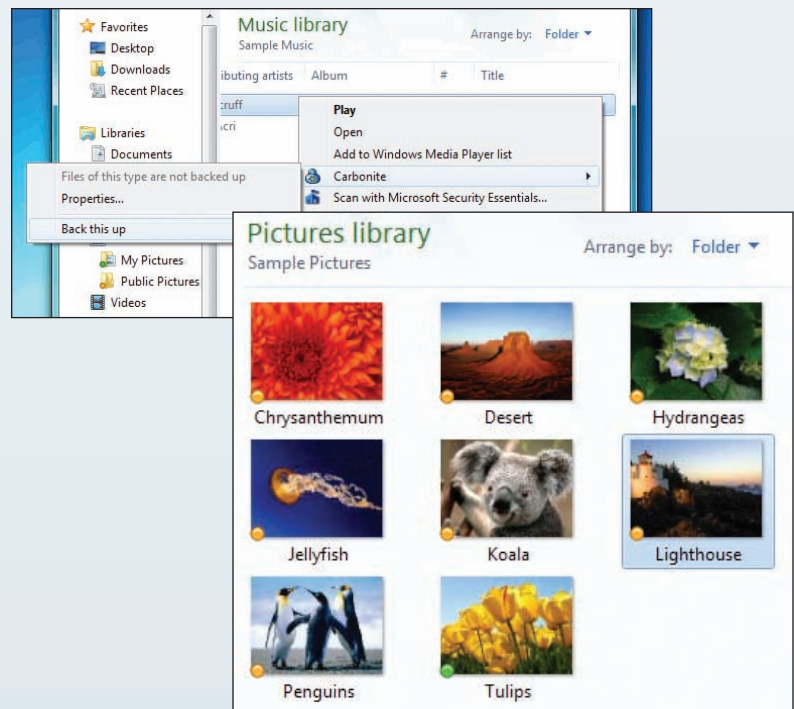 Favorites
Desktop
Downloads
Recent Places
Libraries
Documents
My Pictures
Public Pictures
Videos
Music library
Sample Music
Arrange by: Folder
ibuting artists Album # Title
Play
Open
Add to Windows Media Player list
Carbonite
Scan with Microsoft Security Essentials...
Files of this type are not backed up
Properties...
Back this up
Pictures library
Sample Pictures
Arrange by: Folder
Chrysanthemum Desert Hydrangeas
Jellyfish Koala Lighthouse
Penguins Tulips